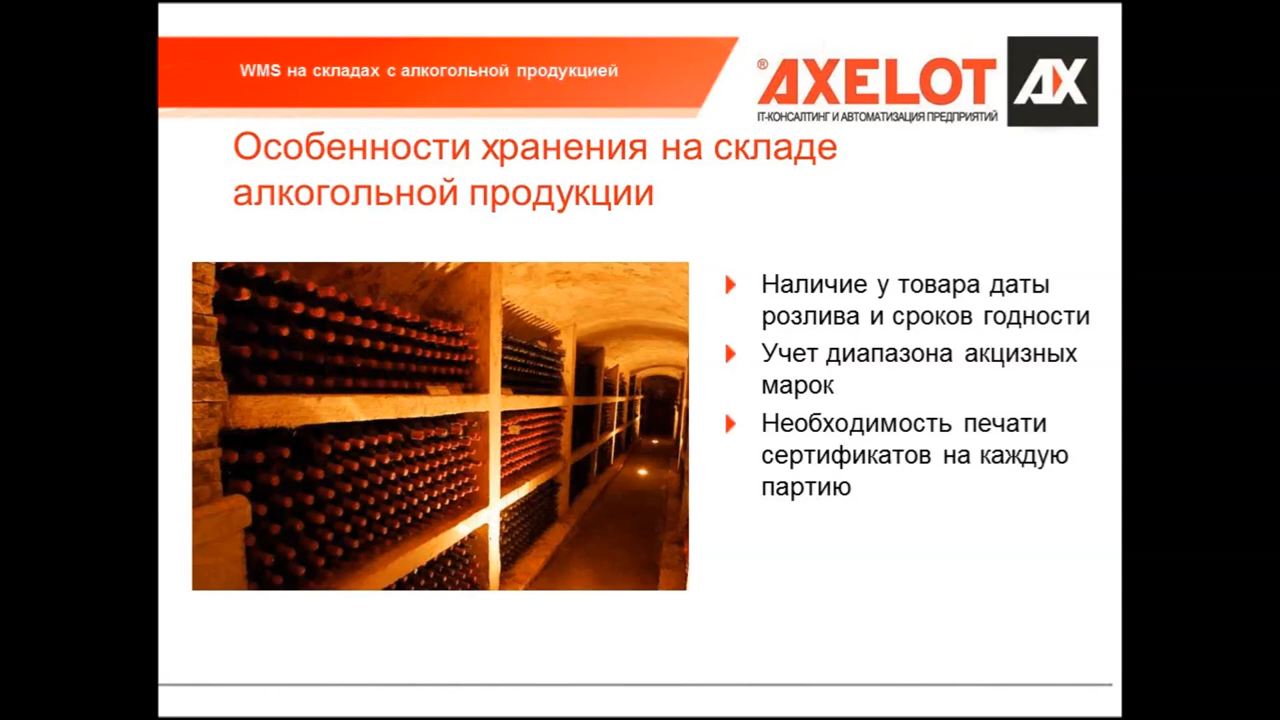 WMS на складах с алкогольной продукцией
® AXELOT AX
IT-КОНСАЛТИНГ И АВТОМАТИЗАЦИЯ ПРЕДПРИЯТИЙ
Особенности хранения на складе
алкогольной продукции
Наличие у товара даты
розлива и сроков годности
Учет диапазона акцизных
марок
Необходимость печати
сертификатов на каждую
партию